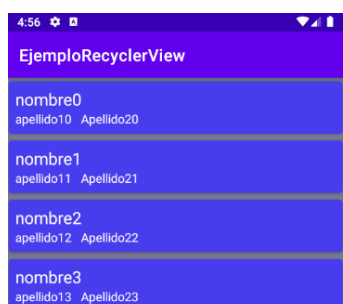 4:56
EjemploRecyclerView
nombre0
apellido10 Apellido20
nombre1
apellido11 Apellido21
nombre2
apellido12 Apellido22
nombre3
apellido13 Apellido23